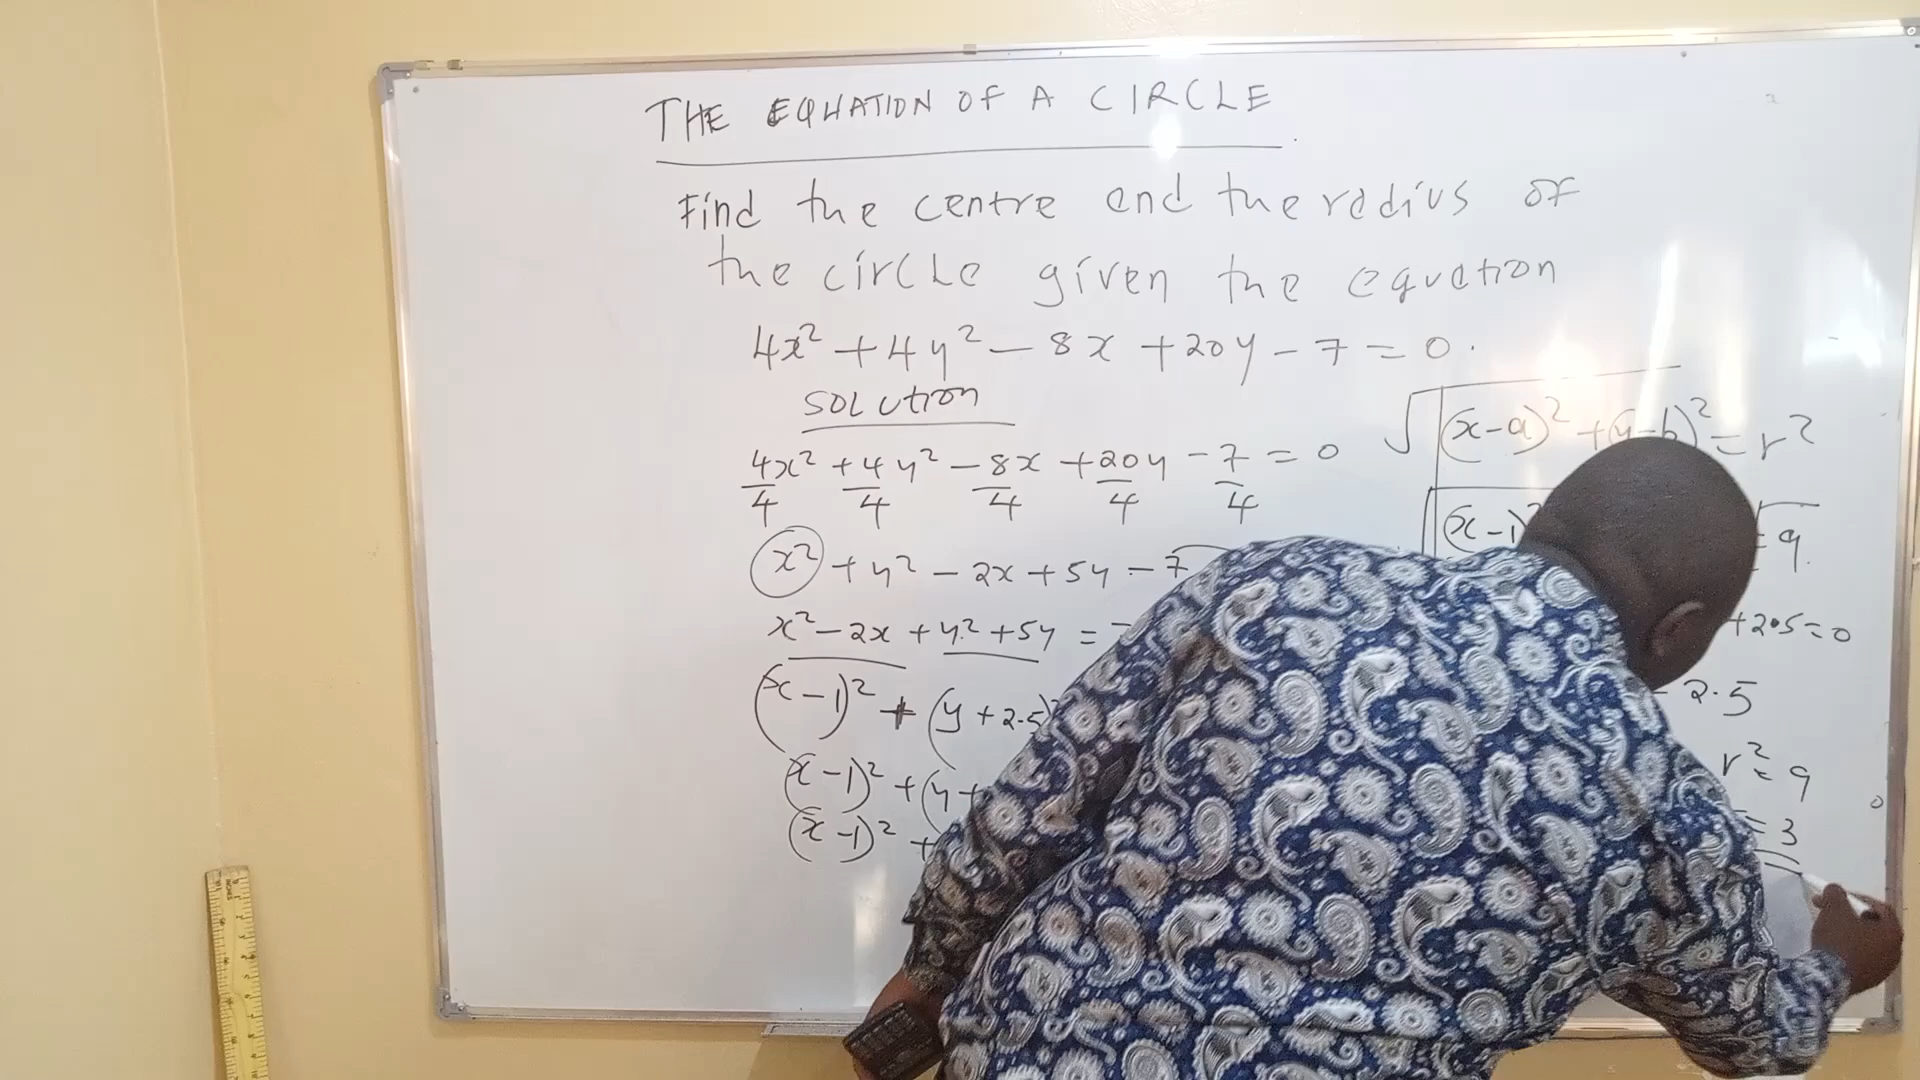 THE EQUATION OF A CIRCLE
Find the centre and the radius of
the circle given the equation
4x² + 4y² - 8x + 20y - 7 = 0.
Solution
4x²/4 + 4y²/4 - 8x/4 + 20y/4 - 7/4 = 0
x² + y² - 2x + 5y - 7
x² - 2x + y² + 5y =
(x - 1)² + (y + 2.5)
(x - 1)² + (y +
(x - 1)² +
√(x - a)² + (y - b)² = r²
(x - 1) = 9
+ 2.5 = 0
- 2.5
r² = 9
= 3